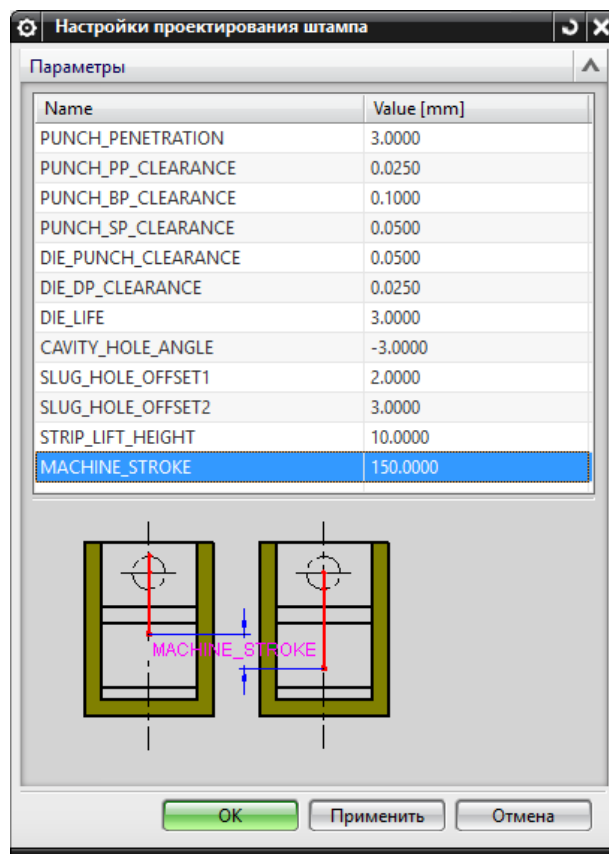 Настройки проектирования штампа
Параметры
Name Value [mm]
PUNCH_PENETRATION 3.0000
PUNCH_PP_CLEARANCE 0.0250
PUNCH_BP_CLEARANCE 0.1000
PUNCH_SP_CLEARANCE 0.0500
DIE_PUNCH_CLEARANCE 0.0500
DIE_DP_CLEARANCE 0.0250
DIE_LIFE 3.0000
CAVITY_HOLE_ANGLE -3.0000
SLUG_HOLE_OFFSET1 2.0000
SLUG_HOLE_OFFSET2 3.0000
STRIP_LIFT_HEIGHT 10.0000
MACHINE_STROKE 150.0000
MACHINE_STROKE
OK Применить Отмена